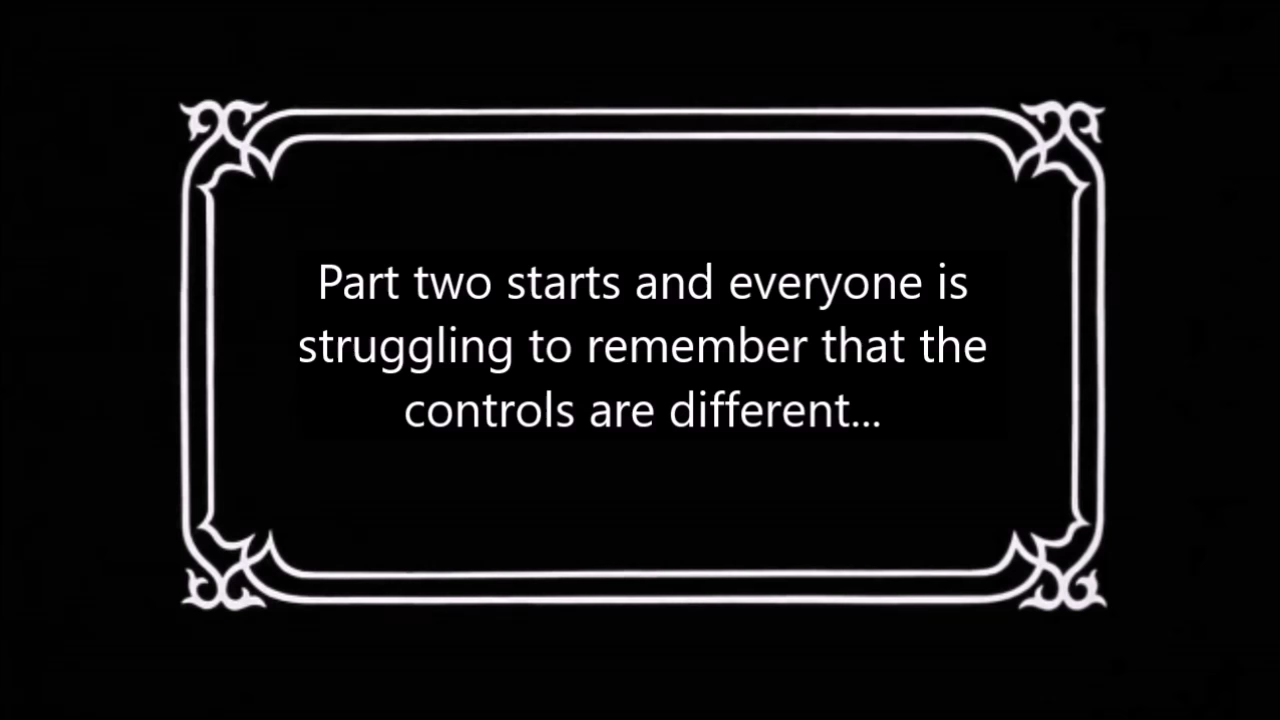 Part two starts and everyone is
struggling to remember that the
controls are different...